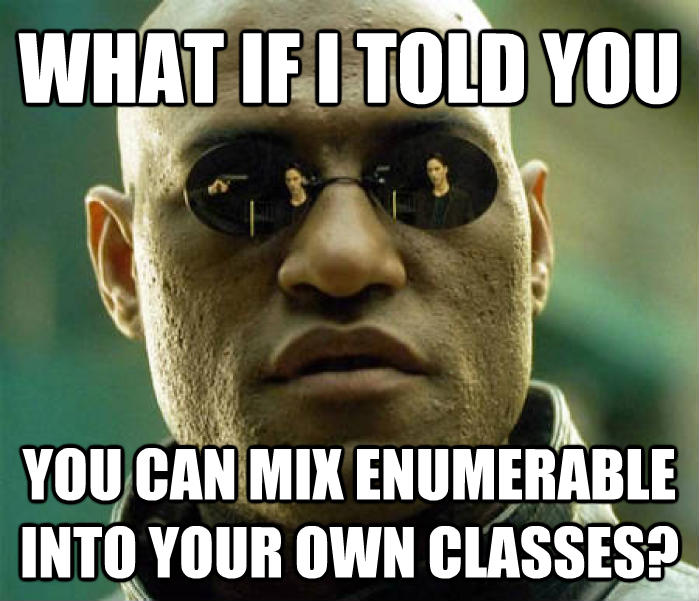 WHAT IF I TOLD YOU
YOU CAN MIX ENUMERABLE
INTO YOUR OWN CLASSES?